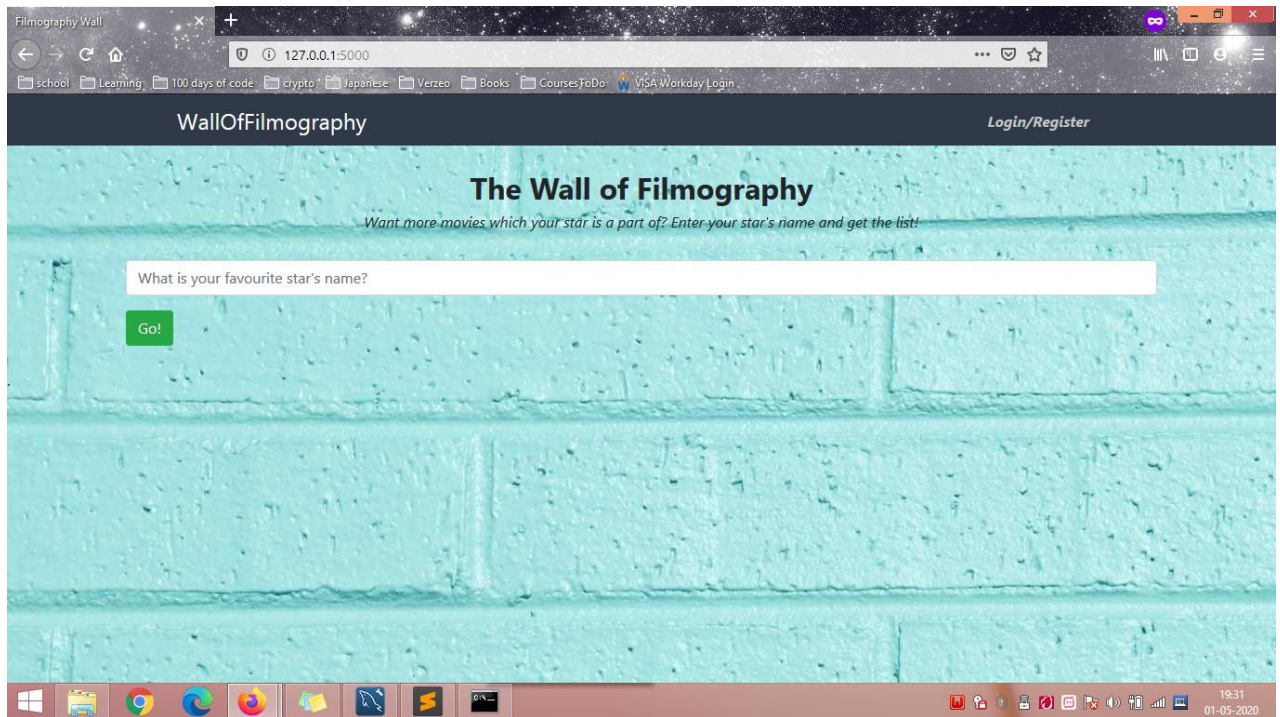 Filmography Wall
127.0.0.1:5000
school Learning 100 days of code crypto Japanese Verzeo Books CoursesToDo VISA Workday Login
WallOfFilmography Login/Register
The Wall of Filmography
Want more movies which your star is a part of? Enter your star's name and get the list!
What is your favourite star's name?
Go!
19:31
01-05-2020